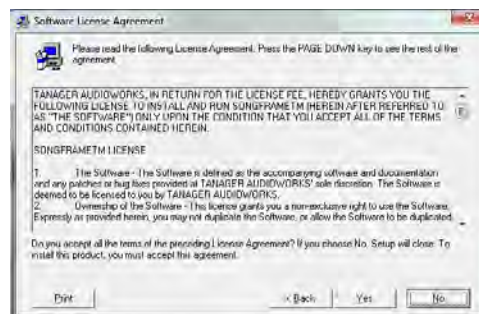 Software License Agreement
Please read the following License Agreement. Press the PAGE DOWN key to see the rest of the
agreement.
TANAGER AUDIOWORKS, IN RETURN FOR THE LICENSE FEE, HEREDY GRANTS YOU THE
FOLLOWING LICENSE TO INSTALL AND RUN SONGFRAMETM (HEREIN AFTER REFERRED TO
AS "THE SOFTWARE") ONLY UPON THE CONDITION THAT YOU ACCEPT ALL OF THE TERMS
AND CONDITIONS CONTAINED HEREIN.
SONGFRAMETM LICENSE
1. The Software - The Software is defined as the accompanying software and documentation
and any patches or bug fixes provided at TANAGER AUDIOWORKS' sole discretion. The Software is
deemed to be licensed to you by TANAGER AUDIOWORKS.
2. Ownership of the Software - This license grants you a non-exclusive right to use the Software.
Expressly as provided herein, you may not duplicate the Software, or allow the Software to be duplicated.
Do you accept all the terms of the preceding License Agreement? If you choose No, Setup will close. To
install this product, you must accept this agreement.
Print
< Back
Yes
No